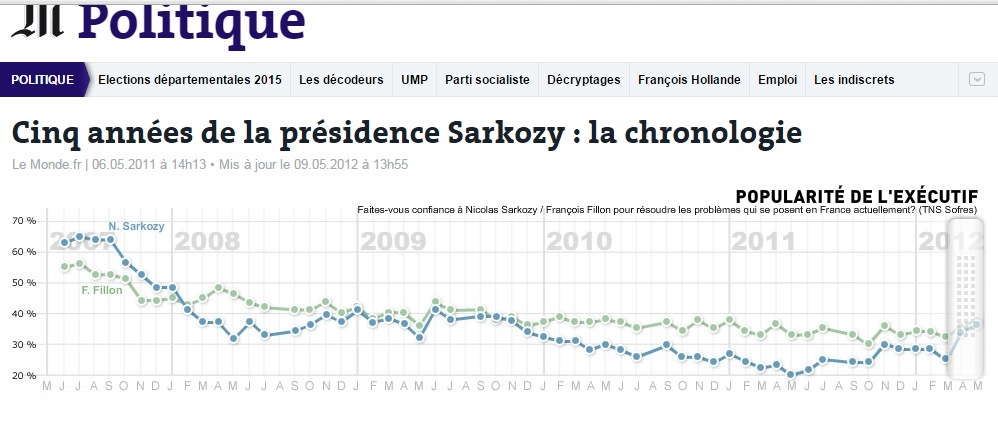 M Politique
POLITIQUE Elections départementales 2015 Les décodeurs UMP Parti socialiste Décryptages François Hollande Emploi Les indiscrets
Cinq années de la présidence Sarkozy : la chronologie
Le Monde.fr | 06.05.2011 à 14h13 • Mis à jour le 09.05.2012 à 13h55
POPULARITÉ DE L'EXÉCUTIF
Faites-vous confiance à Nicolas Sarkozy / François Fillon pour résoudre les problèmes qui se posent en France actuellement? (TNS Sofres)
70 %
N. Sarkozy
2007 2008 2009 2010 2011 2012
60 %
50 %
F. Fillon
40 %
30 %
20 %
M J J A S O N D J F M A M J J A S O N D J F M A M J J A S O N D J F M A M J J A S O N D J F M A M J J A S O N D J F M A M